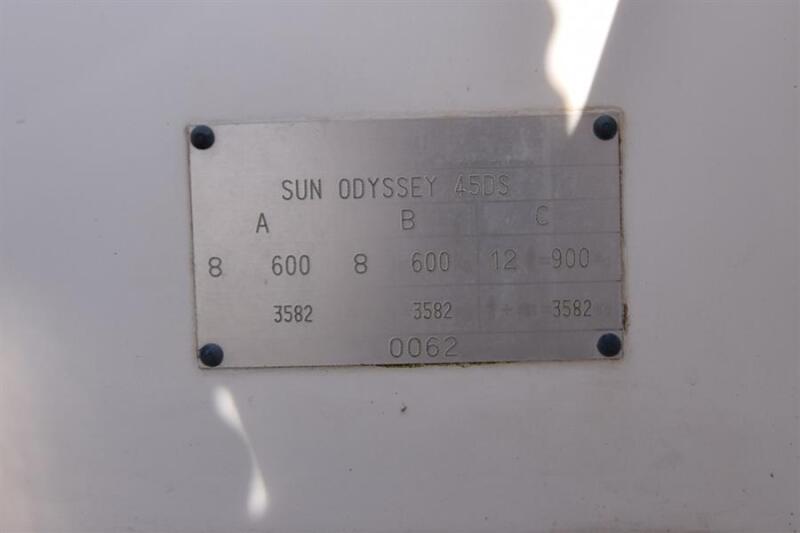 SUN ODYSSEY 45DS
A B C
8 600 8 600 12 =900
3582 3582 =3582
0062